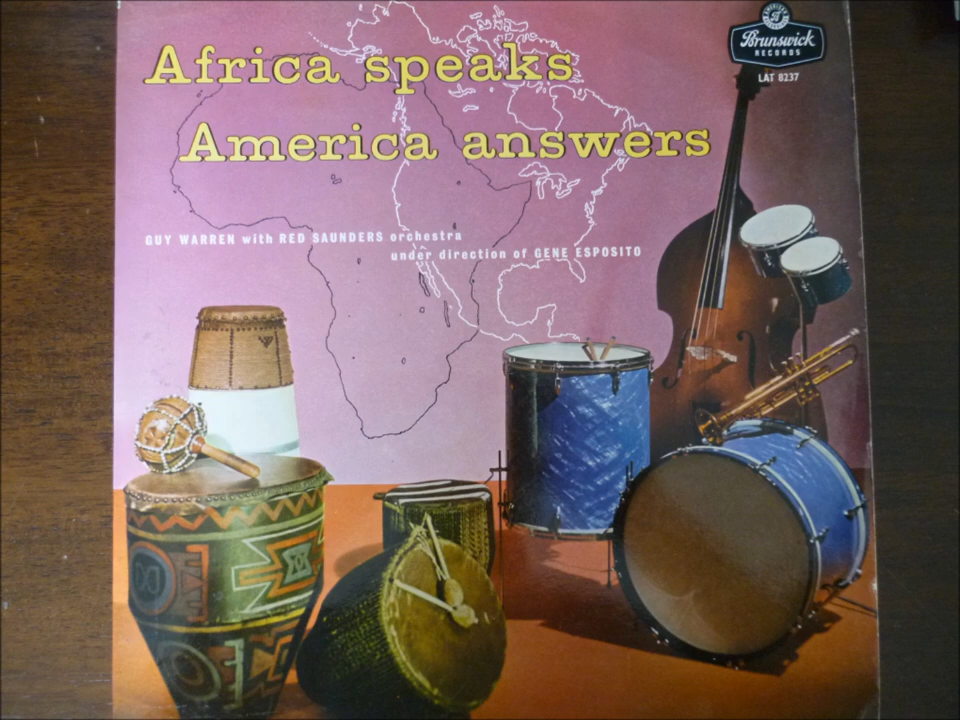 Africa speaks
America answers
GUY WARREN with RED SAUNDERS orchestra
under direction of GENE ESPOSITO
Brunswick
RECORDS
LAT 8237